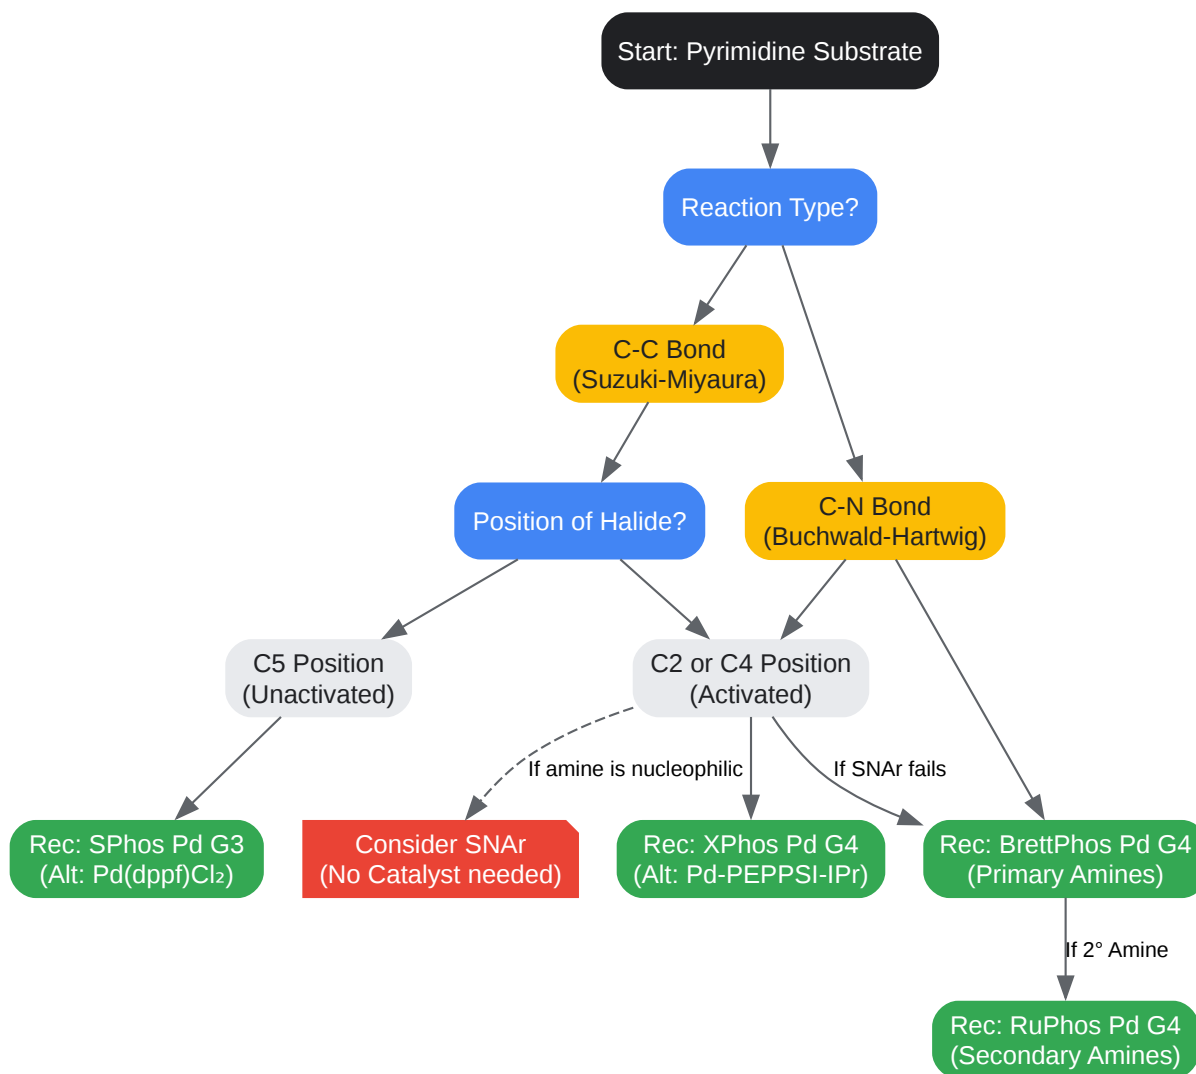 Start: Pyrimidine Substrate
Reaction Type?
C-C Bond
(Suzuki-Miyaura)
Position of Halide?
C-N Bond
(Buchwald-Hartwig)
C5 Position
(Unactivated)
C2 or C4 Position
(Activated)
If amine is nucleophilic
If SNAr fails
Rec: SPhos Pd G3
(Alt: Pd(dppf)Cl₂)
Consider SNAr
(No Catalyst needed)
Rec: XPhos Pd G4
(Alt: Pd-PEPPSI-IPr)
Rec: BrettPhos Pd G4
(Primary Amines)
If 2° Amine
Rec: RuPhos Pd G4
(Secondary Amines)